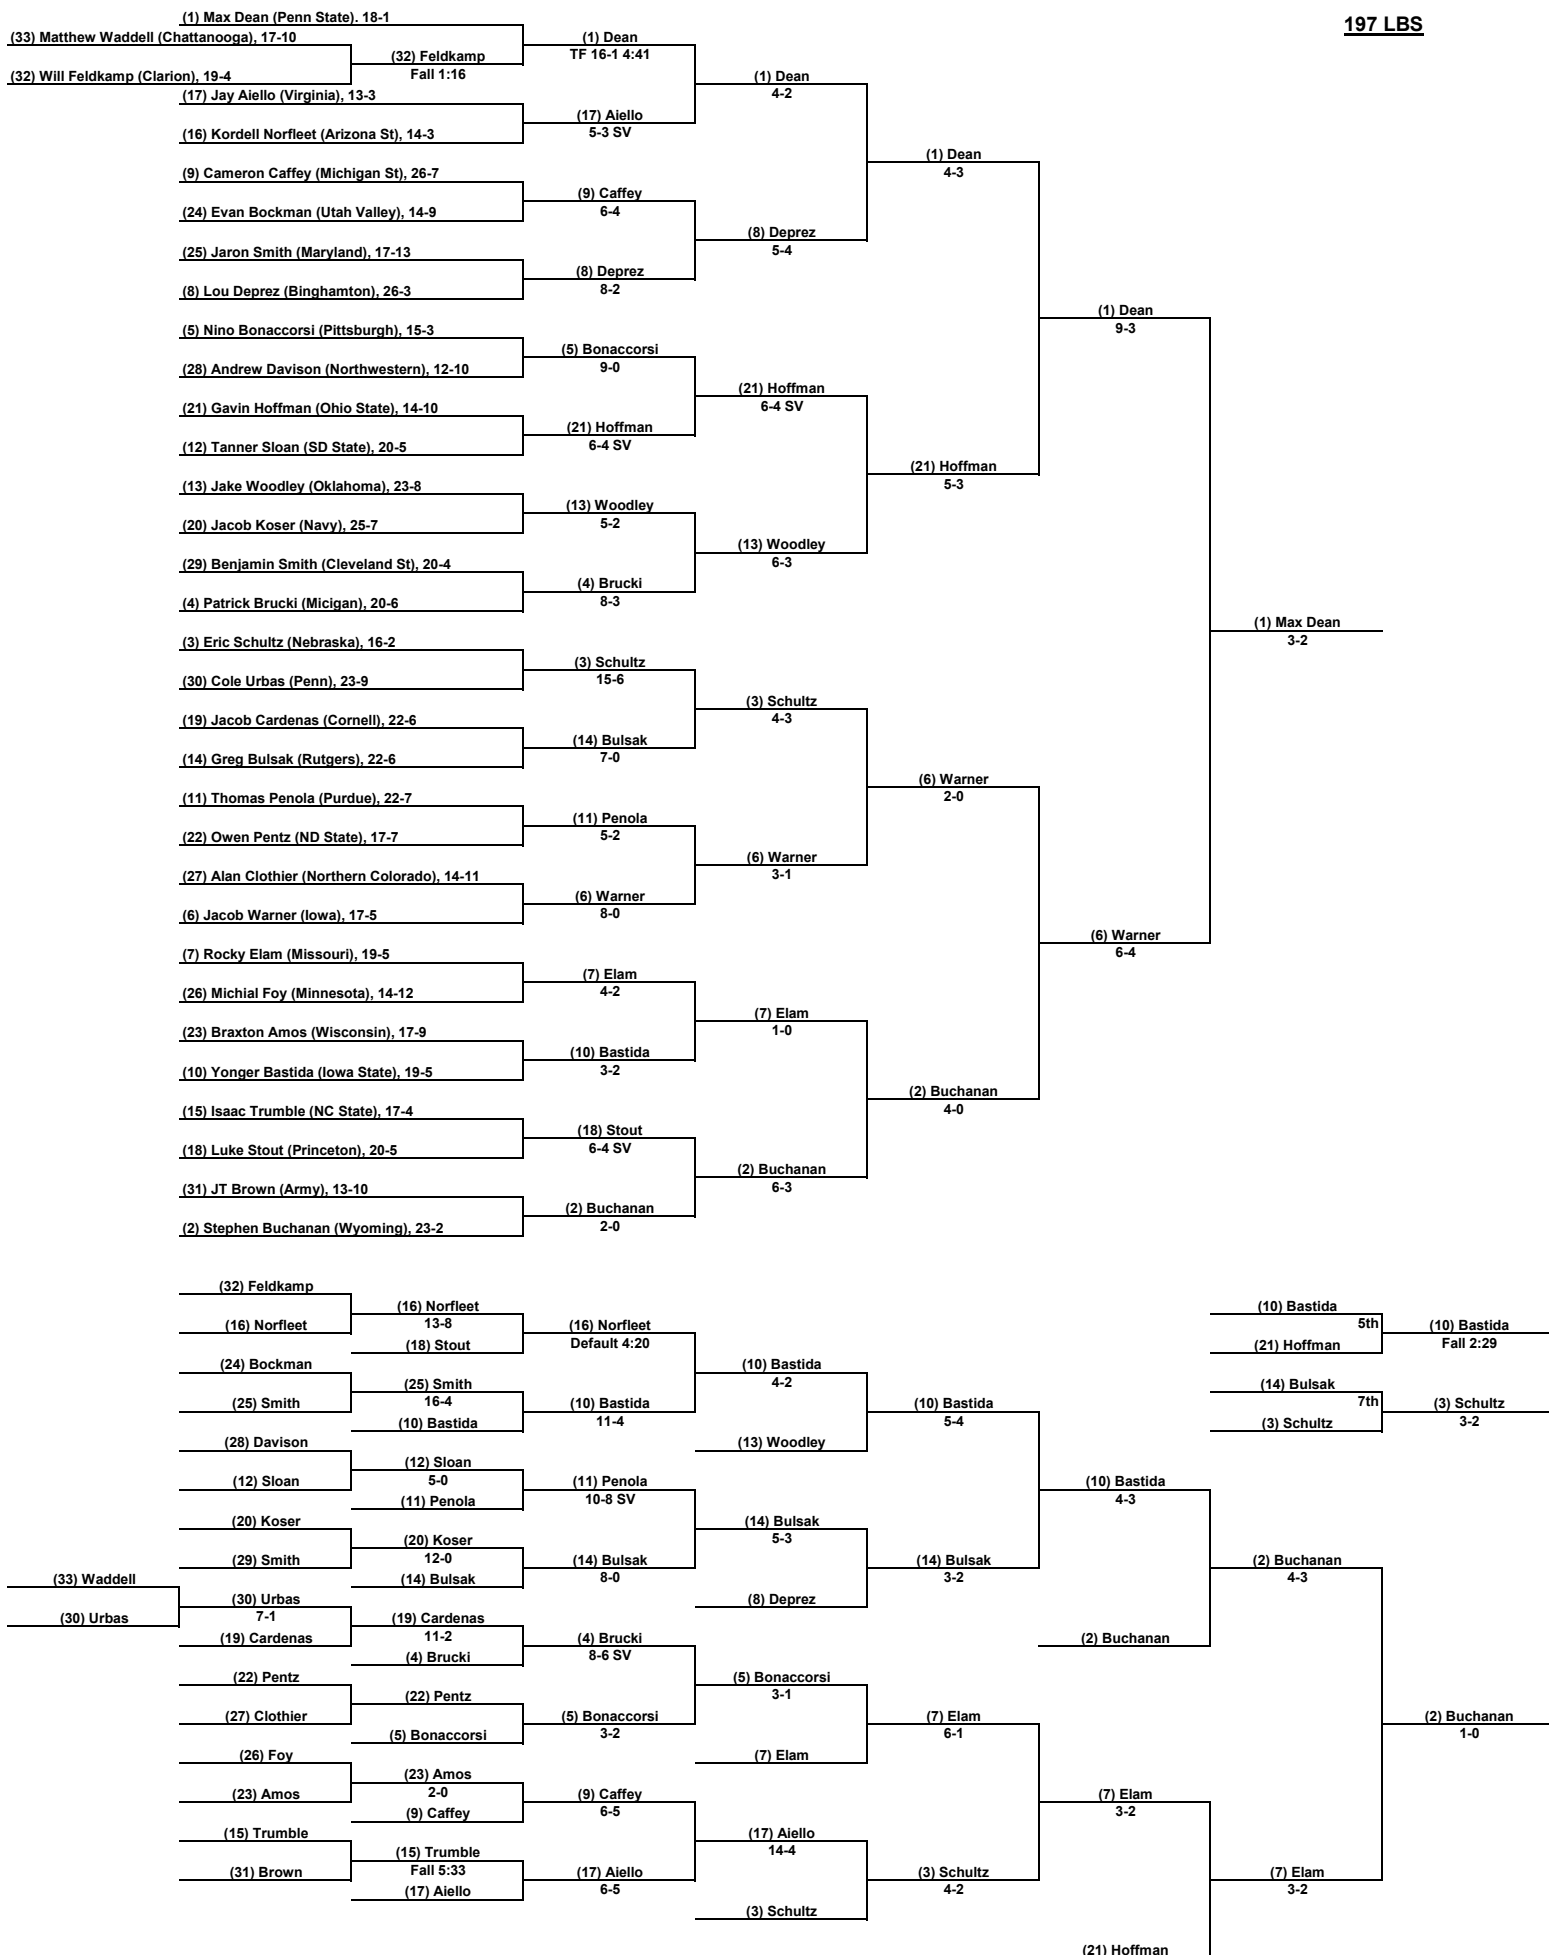 197 LBS
(1) Max Dean (Penn State). 18-1
(33) Matthew Waddell (Chattanooga), 17-10
(1) Dean
TF 16-1 4:41
(32) Feldkamp
Fall 1:16
(32) Will Feldkamp (Clarion), 19-4
(1) Dean
4-2
(17) Jay Aiello (Virginia), 13-3
(17) Aiello
5-3 SV
(16) Kordell Norfleet (Arizona St), 14-3
(1) Dean
4-3
(9) Cameron Caffey (Michigan St), 26-7
(9) Caffey
6-4
(24) Evan Bockman (Utah Valley), 14-9
(8) Deprez
5-4
(25) Jaron Smith (Maryland), 17-13
(8) Deprez
8-2
(8) Lou Deprez (Binghamton), 26-3
(1) Dean
9-3
(5) Nino Bonaccorsi (Pittsburgh), 15-3
(5) Bonaccorsi
9-0
(28) Andrew Davison (Northwestern), 12-10
(21) Hoffman
6-4 SV
(21) Gavin Hoffman (Ohio State), 14-10
(21) Hoffman
6-4 SV
(12) Tanner Sloan (SD State), 20-5
(21) Hoffman
5-3
(13) Jake Woodley (Oklahoma), 23-8
(13) Woodley
5-2
(20) Jacob Koser (Navy), 25-7
(13) Woodley
6-3
(29) Benjamin Smith (Cleveland St), 20-4
(4) Brucki
8-3
(4) Patrick Brucki (Micigan), 20-6
(1) Max Dean
3-2
(3) Eric Schultz (Nebraska), 16-2
(3) Schultz
15-6
(30) Cole Urbas (Penn), 23-9
(3) Schultz
4-3
(19) Jacob Cardenas (Cornell), 22-6
(14) Bulsak
7-0
(14) Greg Bulsak (Rutgers), 22-6
(6) Warner
2-0
(11) Thomas Penola (Purdue), 22-7
(11) Penola
5-2
(22) Owen Pentz (ND State), 17-7
(6) Warner
3-1
(27) Alan Clothier (Northern Colorado), 14-11
(6) Warner
8-0
(6) Jacob Warner (Iowa), 17-5
(6) Warner
6-4
(7) Rocky Elam (Missouri), 19-5
(7) Elam
4-2
(26) Michial Foy (Minnesota), 14-12
(7) Elam
1-0
(23) Braxton Amos (Wisconsin), 17-9
(10) Bastida
3-2
(10) Yonger Bastida (Iowa State), 19-5
(2) Buchanan
4-0
(15) Isaac Trumble (NC State), 17-4
(18) Stout
6-4 SV
(18) Luke Stout (Princeton), 20-5
(2) Buchanan
6-3
(31) JT Brown (Army), 13-10
(2) Buchanan
2-0
(2) Stephen Buchanan (Wyoming), 23-2
(32) Feldkamp
(16) Norfleet
13-8
(10) Bastida
5th
(16) Norfleet
(16) Norfleet
Default 4:20
(10) Bastida
Fall 2:29
(18) Stout
(21) Hoffman
(24) Bockman
(10) Bastida
4-2
(25) Smith
16-4
(14) Bulsak
7th
(25) Smith
(10) Bastida
11-4
(10) Bastida
5-4
(3) Schultz
3-2
(10) Bastida
(3) Schultz
(28) Davison
(13) Woodley
(12) Sloan
5-0
(12) Sloan
(11) Penola
10-8 SV
(10) Bastida
4-3
(11) Penola
(20) Koser
(14) Bulsak
5-3
(20) Koser
12-0
(29) Smith
(14) Bulsak
8-0
(14) Bulsak
3-2
(2) Buchanan
4-3
(33) Waddell
(14) Bulsak
(30) Urbas
7-1
(8) Deprez
(30) Urbas
(19) Cardenas
11-2
(19) Cardenas
(4) Brucki
8-6 SV
(2) Buchanan
(4) Brucki
(22) Pentz
(5) Bonaccorsi
3-1
(22) Pentz
(27) Clothier
(5) Bonaccorsi
3-2
(7) Elam
6-1
(2) Buchanan
1-0
(5) Bonaccorsi
(26) Foy
(7) Elam
(23) Amos
2-0
(23) Amos
(9) Caffey
6-5
(7) Elam
3-2
(9) Caffey
(15) Trumble
(17) Aiello
14-4
(15) Trumble
Fall 5:33
(31) Brown
(17) Aiello
6-5
(3) Schultz
4-2
(7) Elam
3-2
(17) Aiello
(3) Schultz
(21) Hoffman